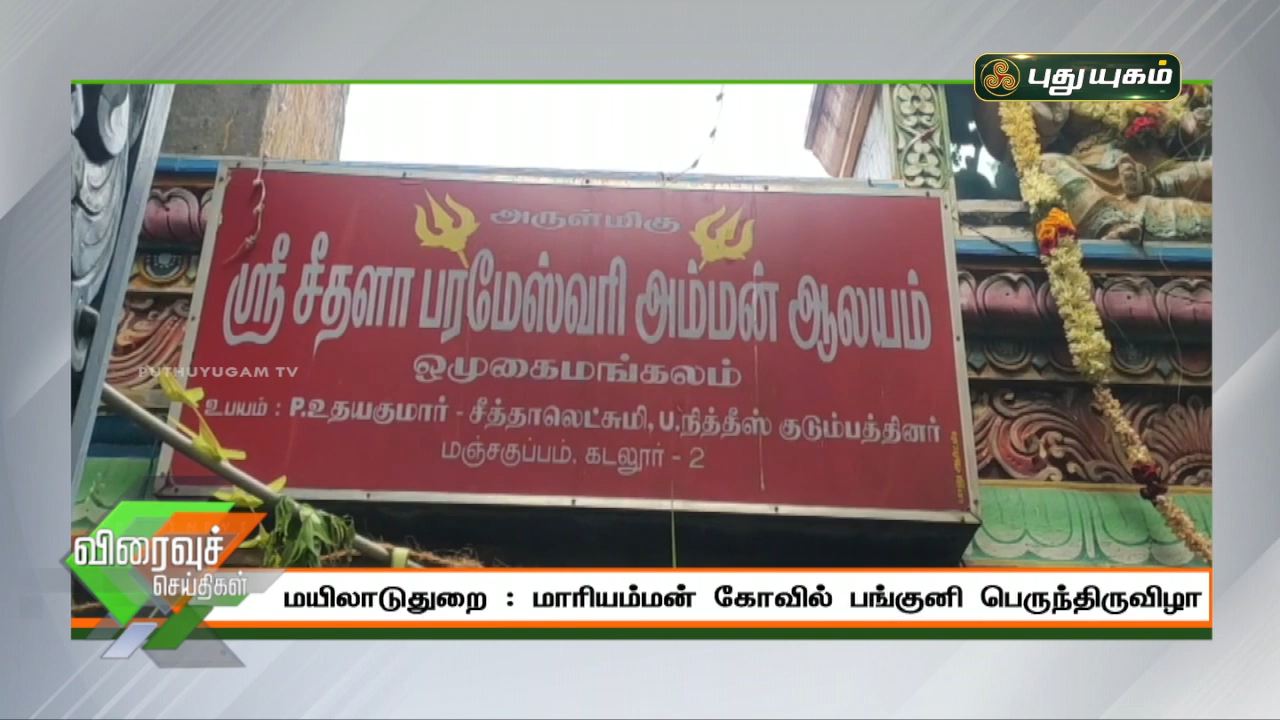 புதுயுகம்
அருள்மிகு
ஸ்ரீ சீதளா பரமேஸ்வரி அம்மன் ஆலயம்
ஒமுகைமங்கலம்
உபயம் : P.உதயகுமார் - சீத்தாலெட்சுமி, ப.நித்தீஸ் குடும்பத்தினர்
மஞ்சகுப்பம், கடலூர் - 2
PUTHUYUGAM TV
விரைவுச்
செய்திகள்
மயிலாடுதுறை : மாரியம்மன் கோவில் பங்குனி பெருந்திருவிழா